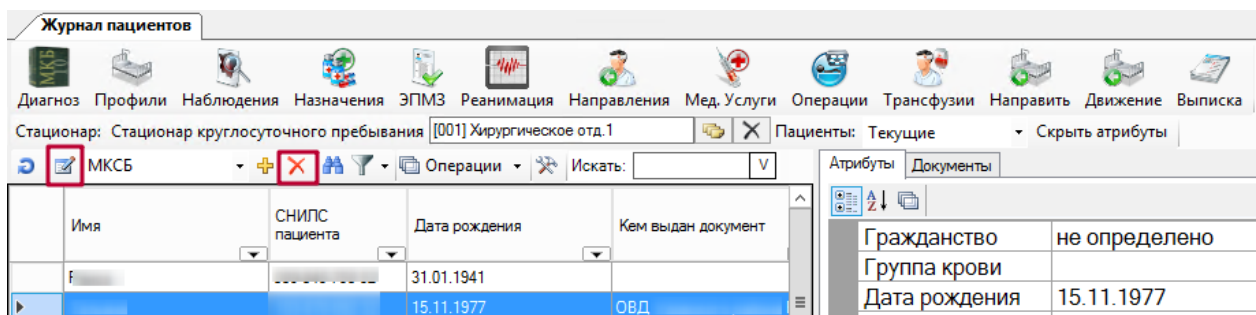 Журнал пациентов
МКБ 10
Диагноз Профили Наблюдения Назначения ЭПМЗ Реанимация Направления Мед. Услуги Операции Трансфузии Направить Движение Выписка
Стационар: Стационар круглосуточного пребывания [001] Хирургическое отд.1 Пациенты: Текущие Скрыть атрибуты
МКСБ Операции Искать: V Атрибуты Документы
Имя СНИЛС пациента Дата рождения Кем выдан документ
Гражданство не определено
Группа крови
31.01.1941
Дата рождения 15.11.1977
15.11.1977 ОВД